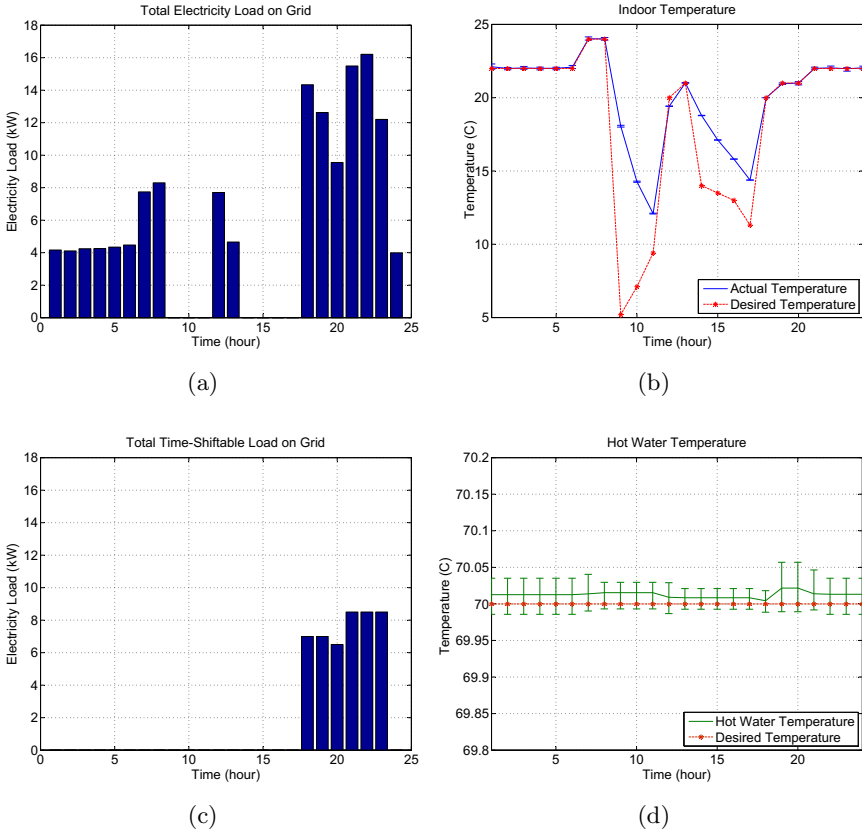 Total Electricity Load on Grid
18
16
14
12
10
8
6
4
2
0
0 5 10 15 20 25
Electricity Load (kW)
Time (hour)
(a)
Indoor Temperature
25
20
15
10
5
5 10 15 20
Temperature (C)
Time (hour)
Actual Temperature
Desired Temperature
(b)
Total Time-Shiftable Load on Grid
18
16
14
12
10
8
6
4
2
0
0 5 10 15 20 25
Electricity Load (kW)
Time (hour)
(c)
Hot Water Temperature
70.2
70.15
70.1
70.05
70
69.95
69.9
69.85
69.8
5 10 15 20
Temperature (C)
Time (hour)
Hot Water Temperature
Desired Temperature
(d)